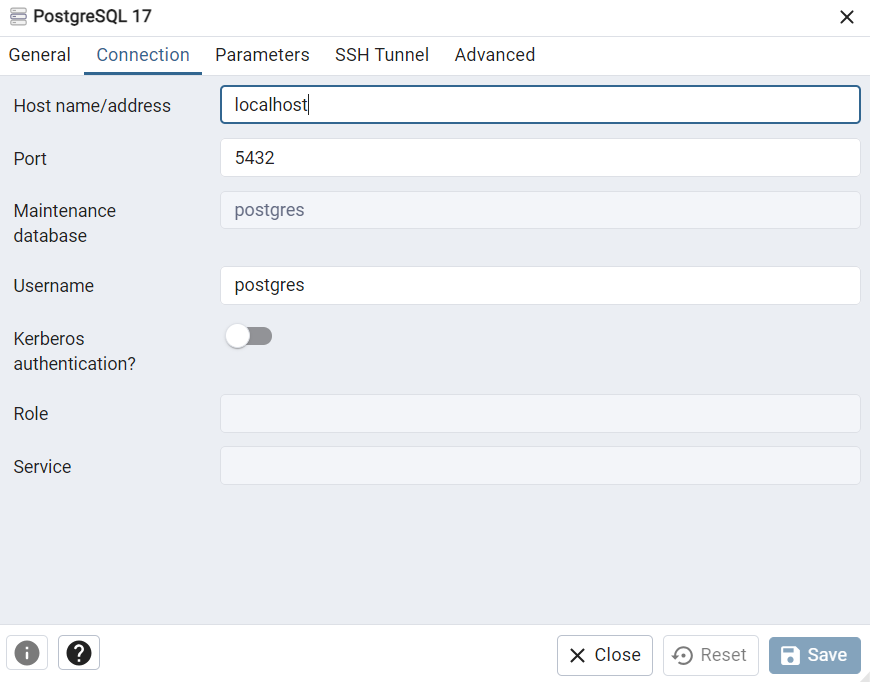 PostgreSQL 17
General Connection Parameters SSH Tunnel Advanced
Host name/address localhost
Port 5432
Maintenance database postgres
Username postgres
Kerberos authentication?
Role
Service
Close Reset Save